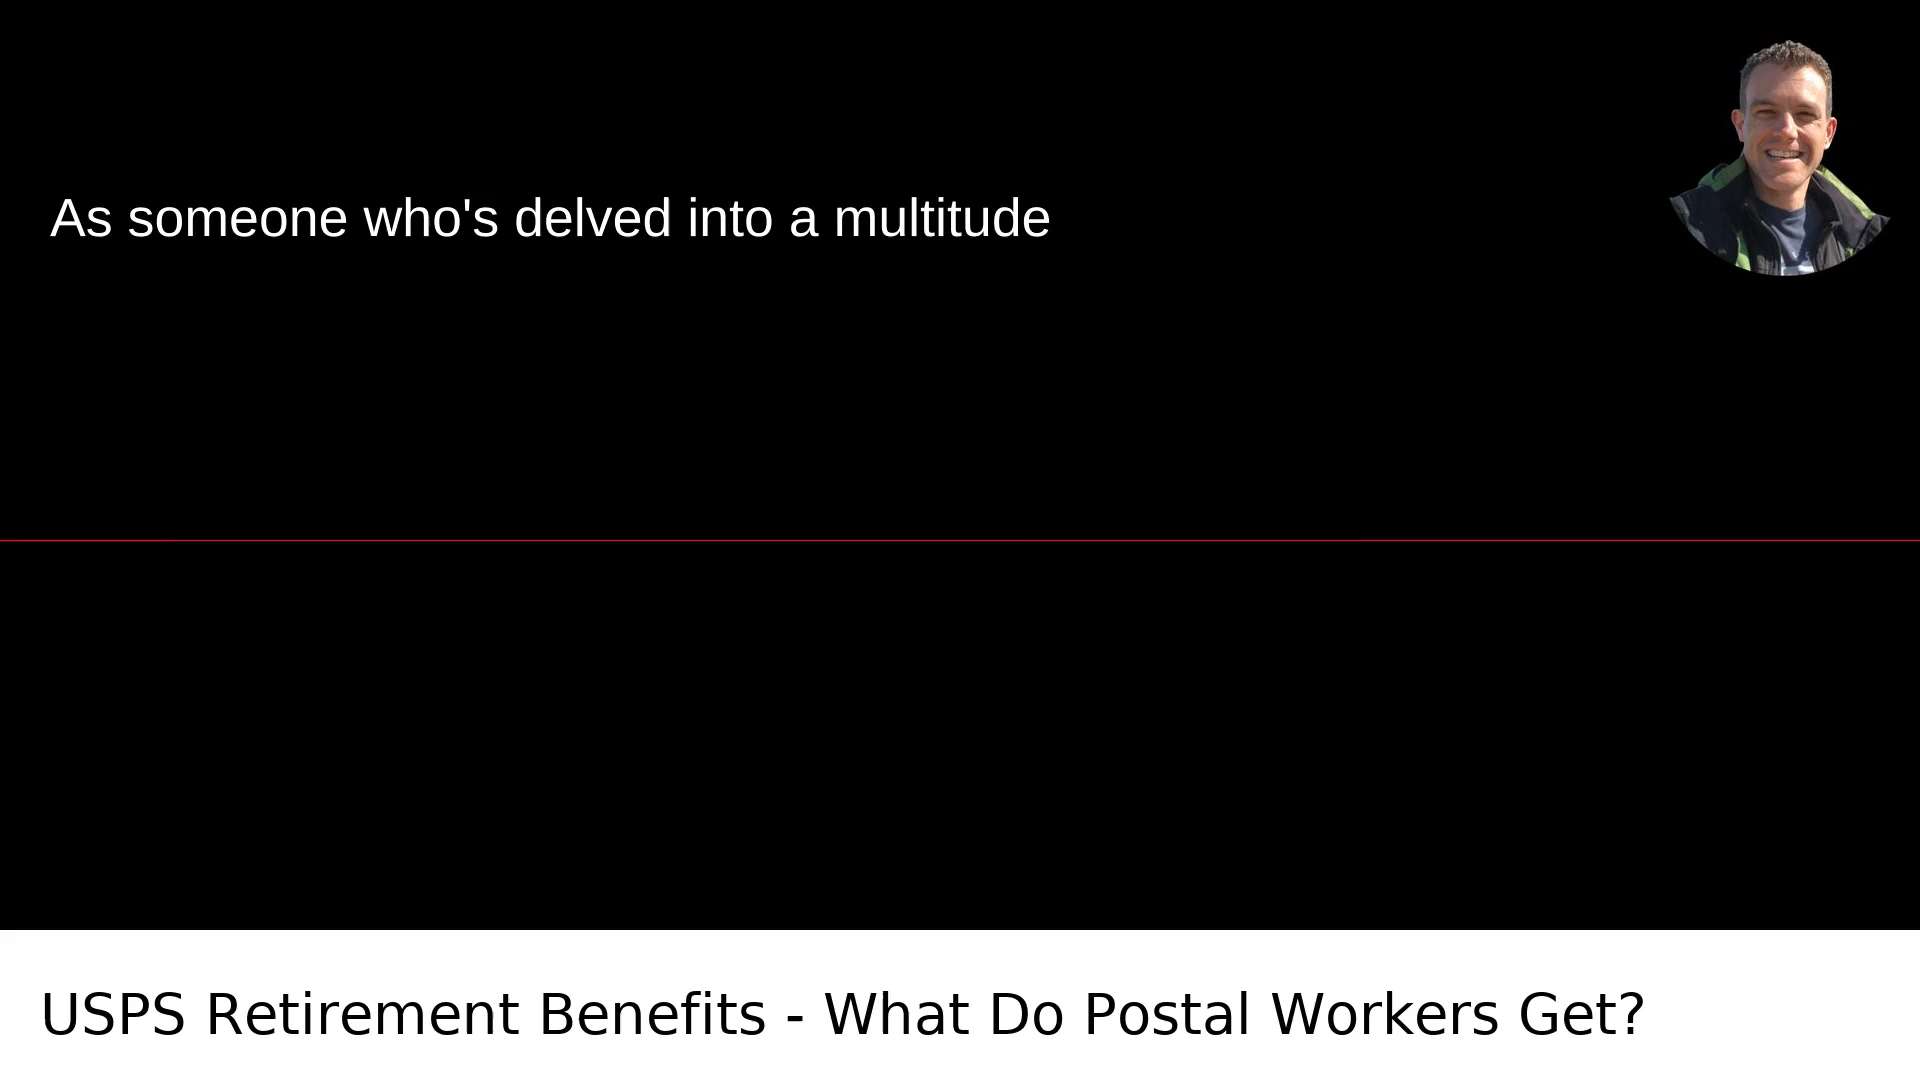 As someone who's delved into a multitude
USPS Retirement Benefits - What Do Postal Workers Get?